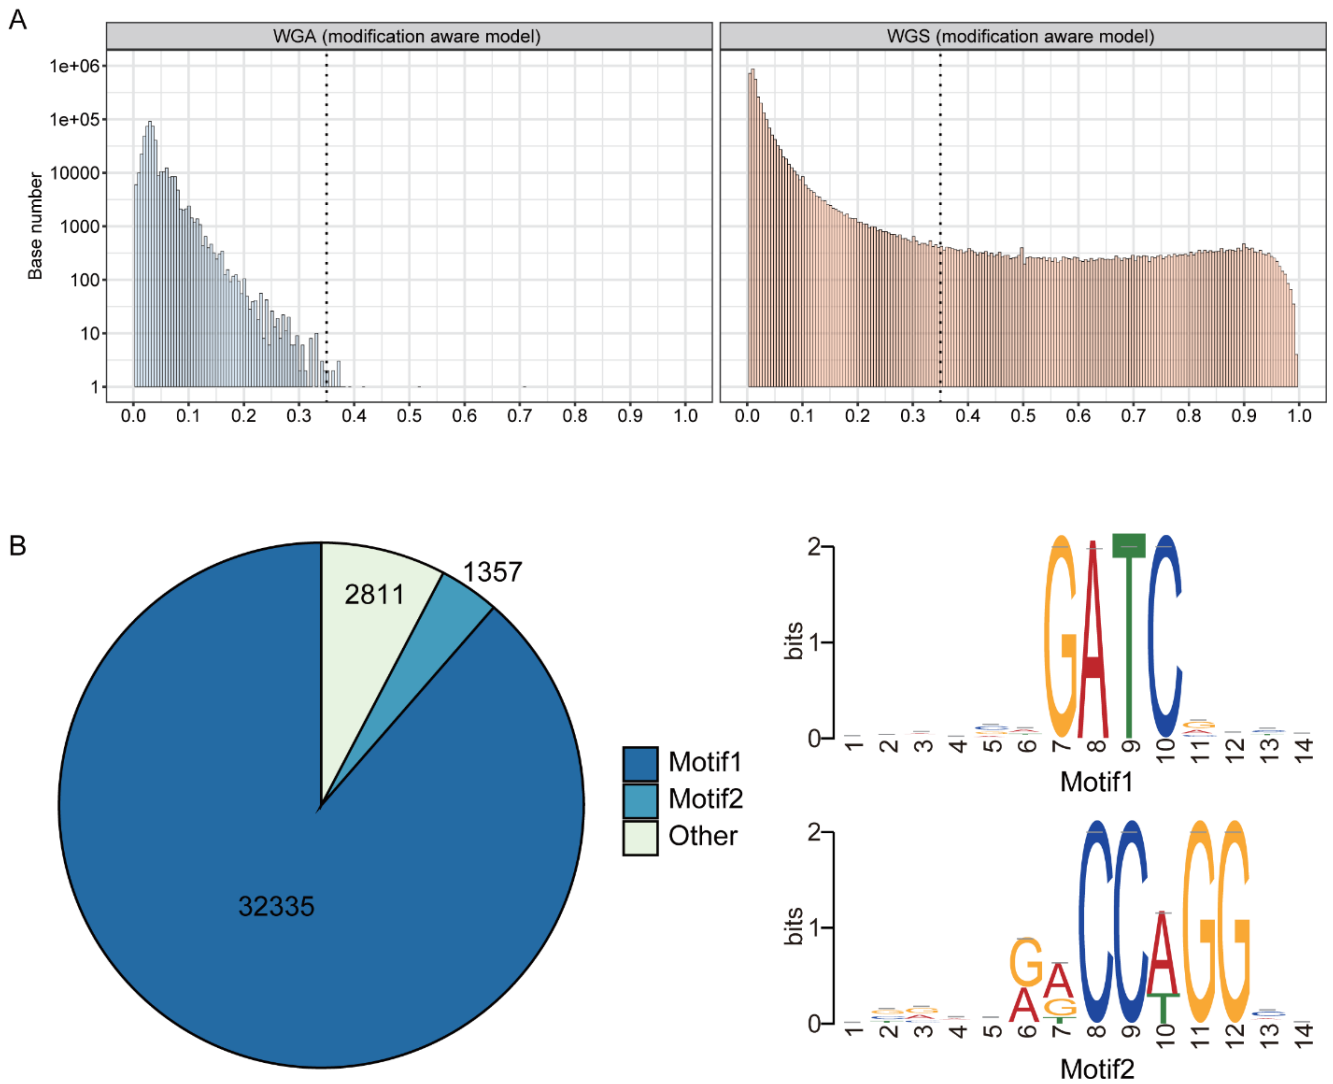 A
WGA (modification aware model)
WGS (modification aware model)
Base number
1e+06
1e+05
10000
1000
100
10
1
0.0 0.1 0.2 0.3 0.4 0.5 0.6 0.7 0.8 0.9 1.0
0.0 0.1 0.2 0.3 0.4 0.5 0.6 0.7 0.8 0.9 1.0
B
2811
1357
32335
Motif1
Motif2
Other
bits
2
1
0
GATC
1 2 3 4 5 6 7 8 9 10 11 12 13 14
Motif1
bits
2
1
0
GACCAGG
AGT
T
1 2 3 4 5 6 7 8 9 10 11 12 13 14
Motif2